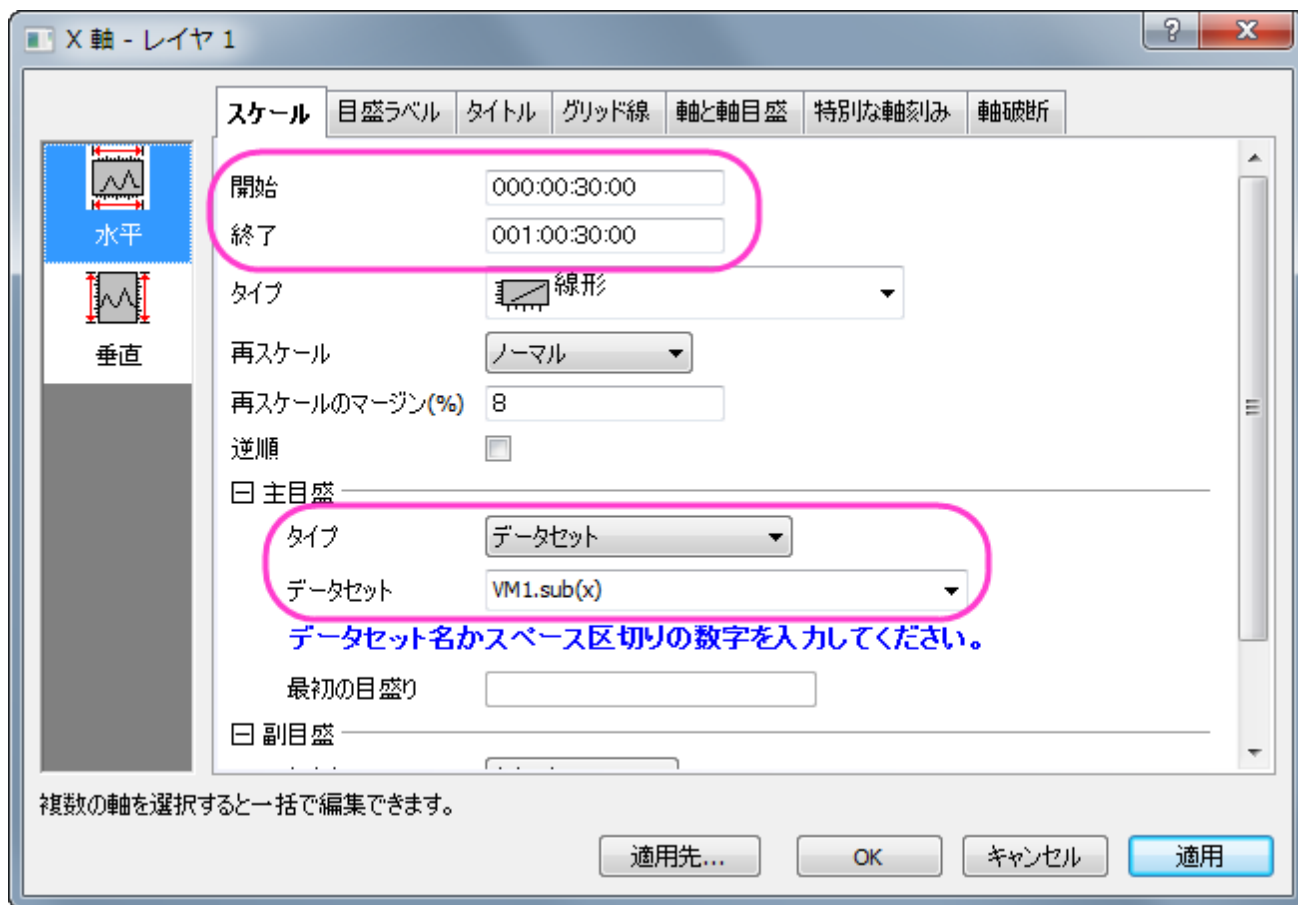 X 軸 - レイヤ 1
?
スケール 目盛ラベル タイトル グリッド線 軸と軸目盛 特別な軸刻み 軸破断
水平
垂直
開始 000:00:30:00
終了 001:00:30:00
タイプ 線形
再スケール ノーマル
再スケールのマージン(%) 8
逆順
主目盛
タイプ データセット
データセット VM1.sub(x)
データセット名かスペース区切りの数字を入力してください。
最初の目盛り
副目盛
複数の軸を選択すると一括で編集できます。
適用先... OK キャンセル 適用